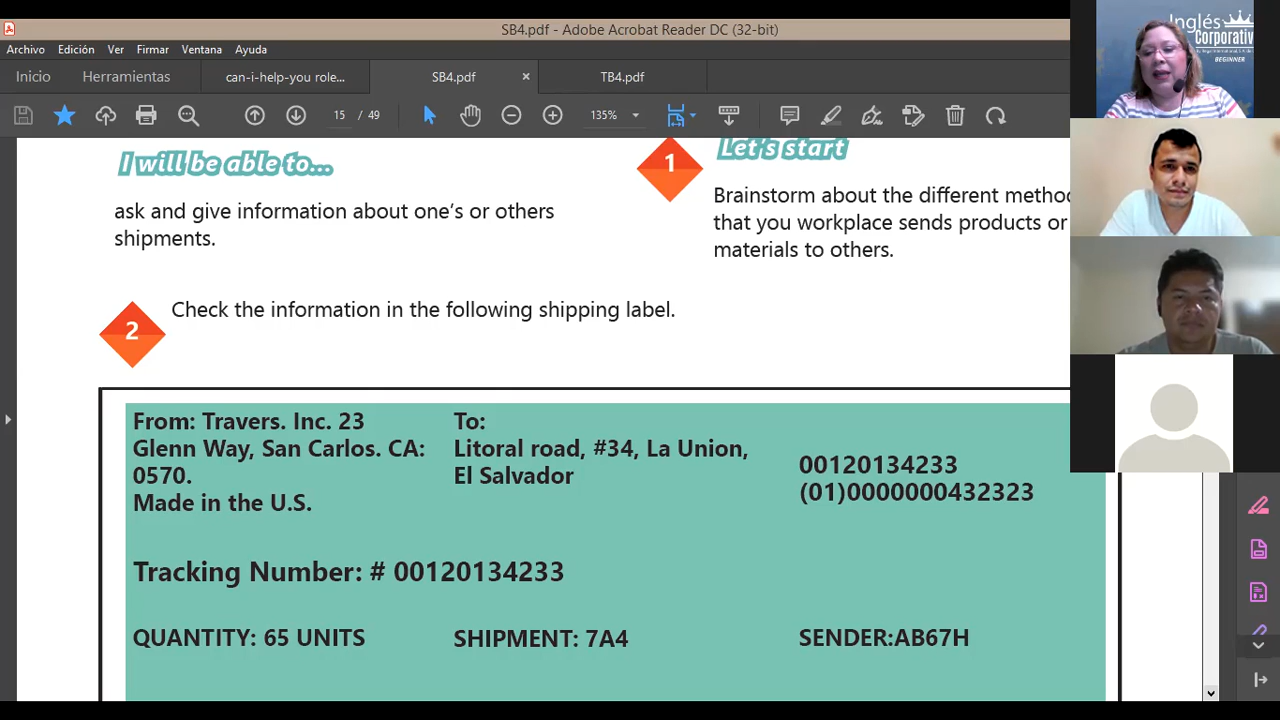 SB4.pdf - Adobe Acrobat Reader DC (32-bit)
Archivo Edición Ver Firmar Ventana Ayuda
Inicio Herramientas can-i-help-you role... SB4.pdf × TB4.pdf
15 / 49 135%
I will be able to...
ask and give information about one's or others
shipments.
1
Let's start
Brainstorm about the different
that you workplace sends products or
materials to others.
2
Check the information in the following shipping label.
From: Travers. Inc. 23
Glenn Way, San Carlos. CA:
0570.
Made in the U.S.
To:
Litoral road, #34, La Union,
El Salvador
00120134233
(01)0000000432323
Tracking Number: # 00120134233
QUANTITY: 65 UNITS
SHIPMENT: 7A4
SENDER:AB67H
Inglés
BEGINNER